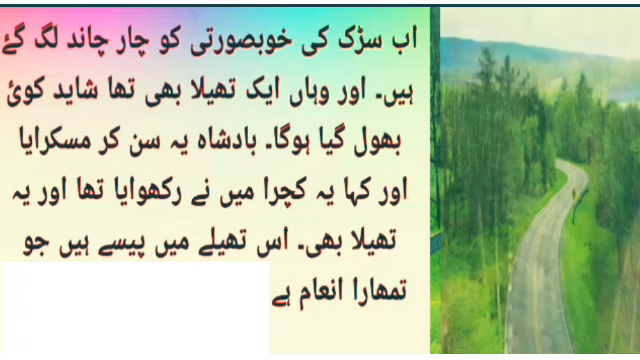 اب سڑک کی خوبصورتی کو چار چاند لگ گۓ
ہیں۔ اور وہاں ایک تھیلا بھی تھا شاید کوئ
بھول گیا ہوگا۔ بادشاہ یہ سن کر مسکرایا
اور کہا یہ کچرا میں نے رکھوایا تھا اور یہ
تھیلا بھی۔ اس تھیلے میں پیسے ہیں جو
تمھارا انعام ہے